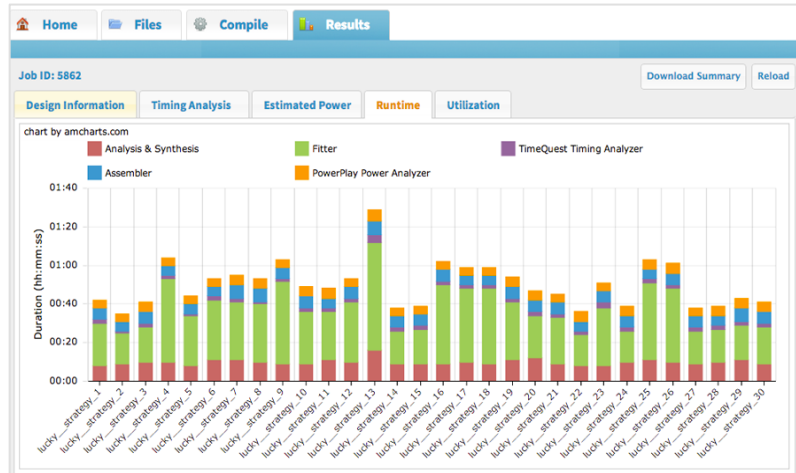 Home Files Compile Results
Job ID: 5862 Download Summary Reload
Design Information Timing Analysis Estimated Power Runtime Utilization
chart by amcharts.com
Analysis & Synthesis Fitter TimeQuest Timing Analyzer
Assembler PowerPlay Power Analyzer
Duration (hh:mm:ss)
01:40
01:20
01:00
00:40
00:20
00:00
lucky__strategy_1
lucky__strategy_2
lucky__strategy_3
lucky__strategy_4
lucky__strategy_5
lucky__strategy_6
lucky__strategy_7
lucky__strategy_8
lucky__strategy_9
lucky__strategy_10
lucky__strategy_11
lucky__strategy_12
lucky__strategy_13
lucky__strategy_14
lucky__strategy_15
lucky__strategy_16
lucky__strategy_17
lucky__strategy_18
lucky__strategy_19
lucky__strategy_20
lucky__strategy_21
lucky__strategy_22
lucky__strategy_23
lucky__strategy_24
lucky__strategy_25
lucky__strategy_26
lucky__strategy_27
lucky__strategy_28
lucky__strategy_29
lucky__strategy_30